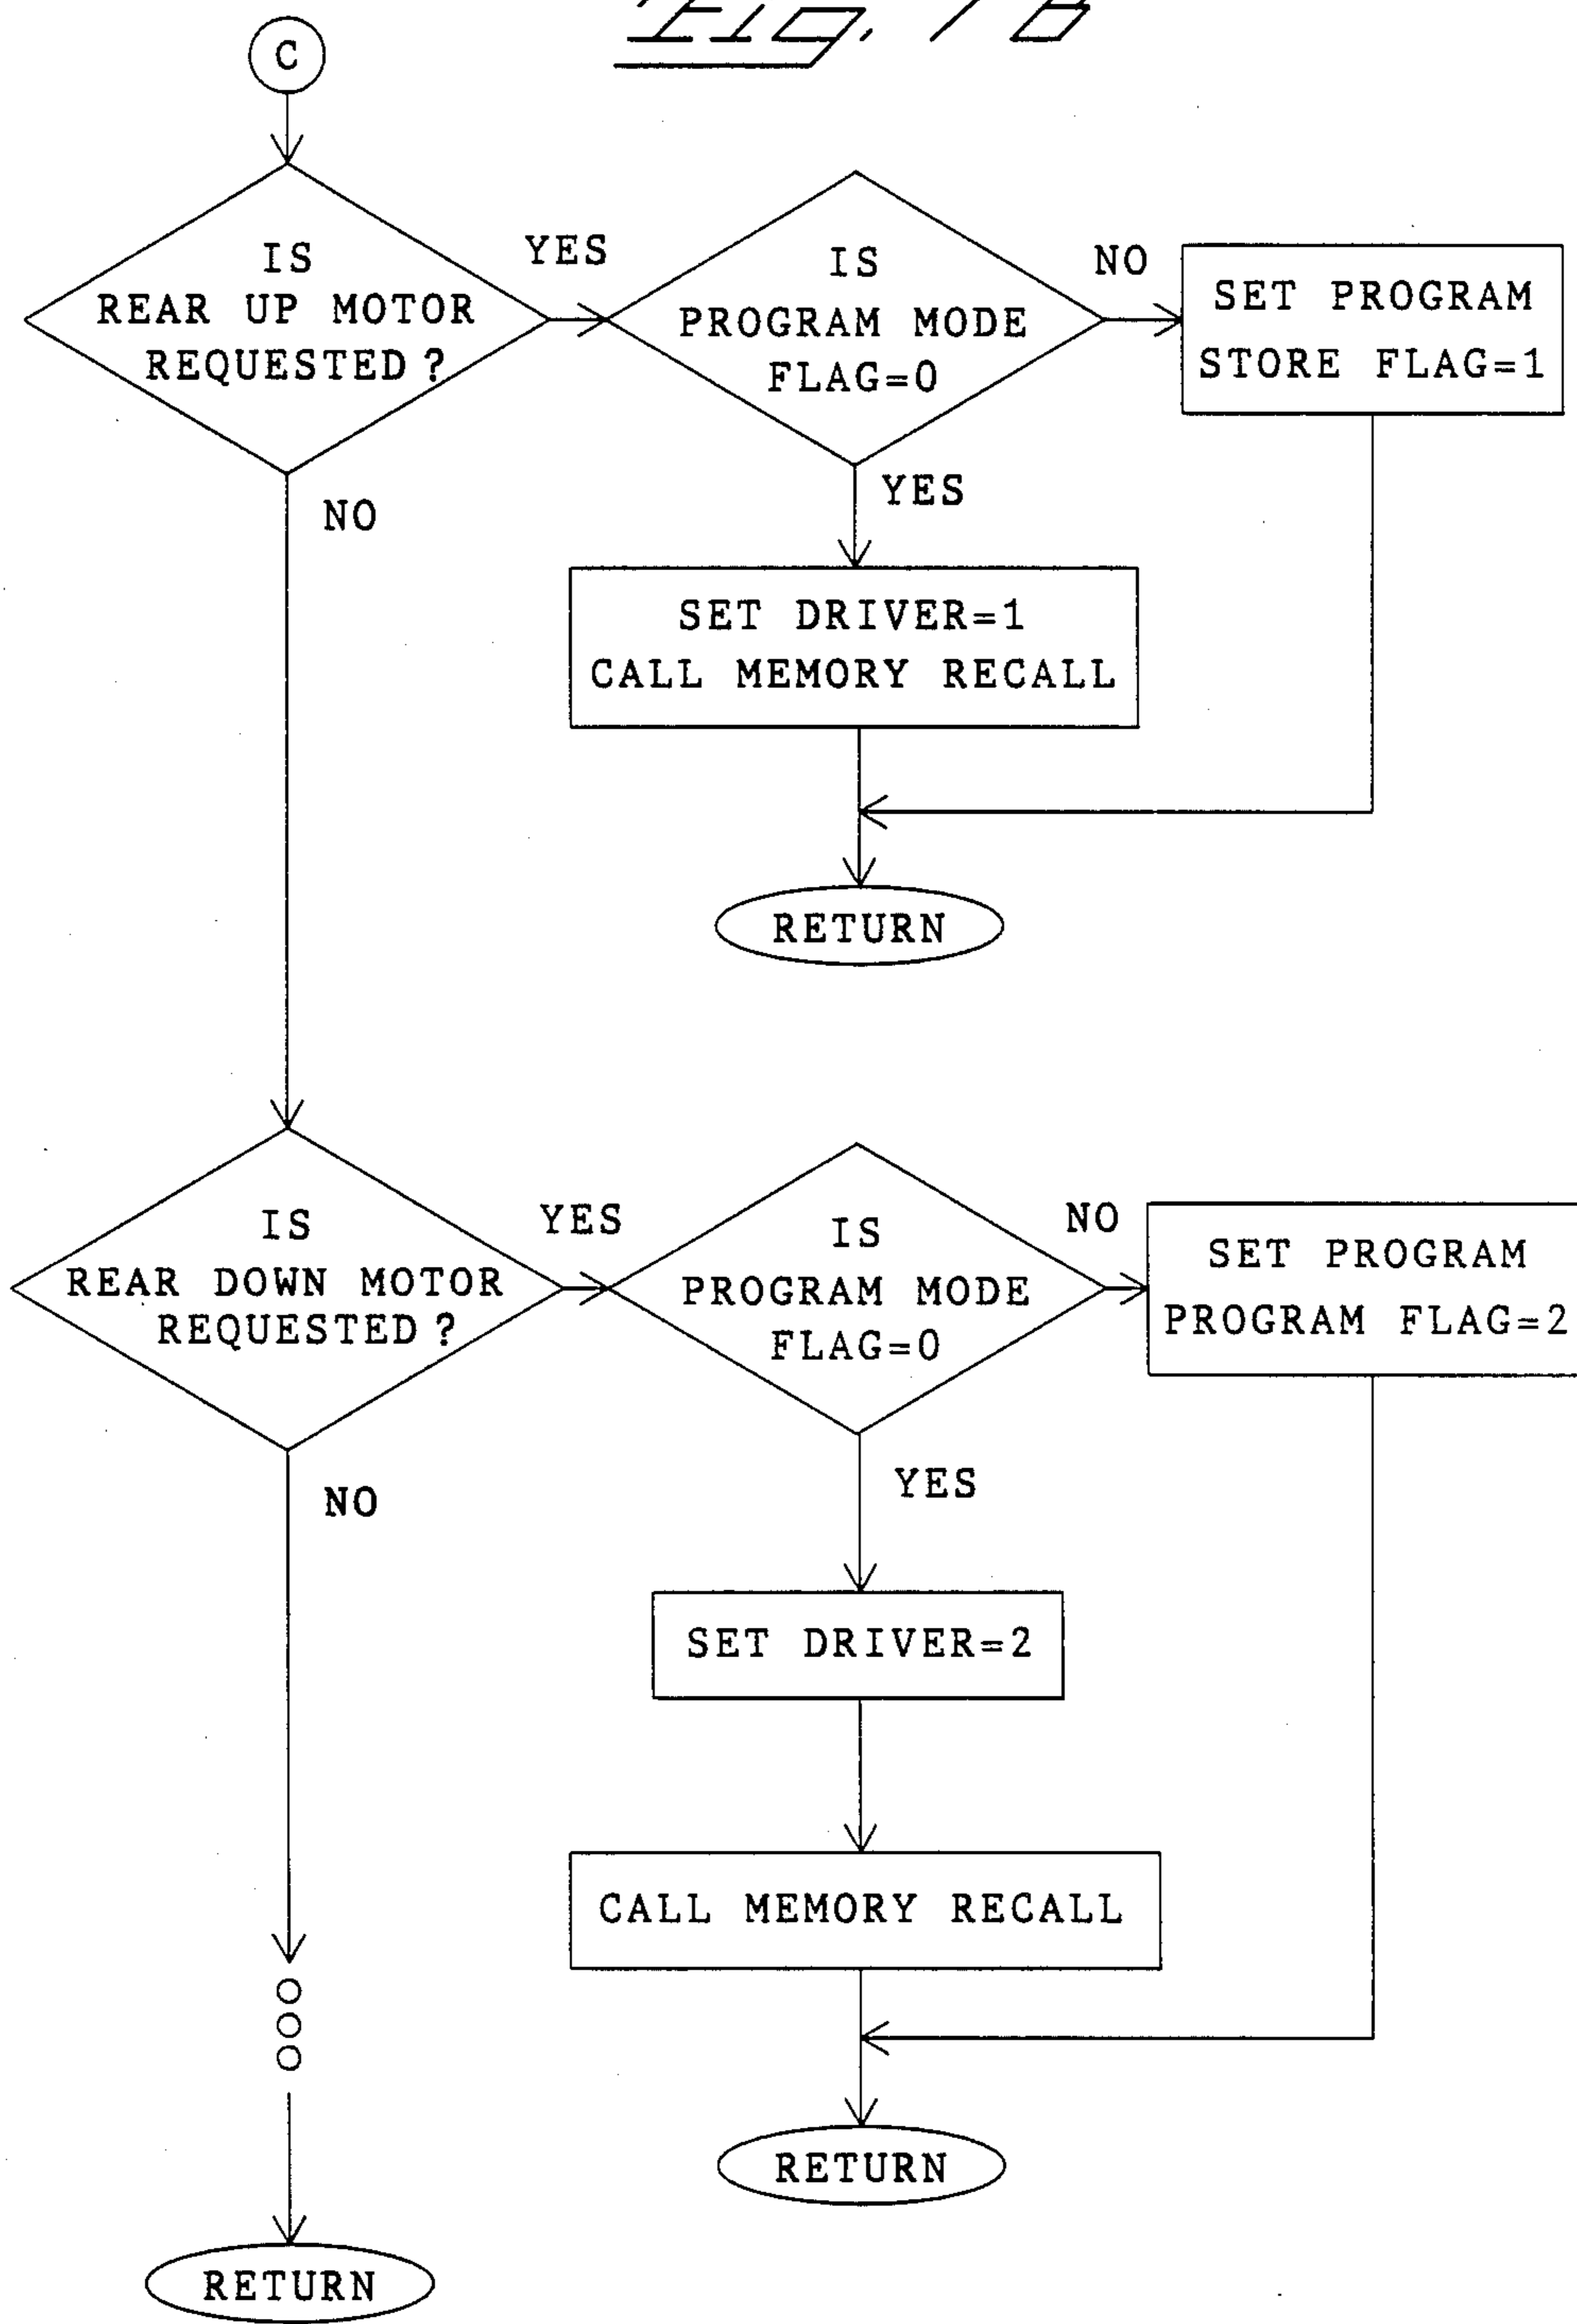 Fig. 7B
C
IS
REAR UP MOTOR
REQUESTED?
YES
IS
PROGRAM MODE
FLAG=0
NO
SET PROGRAM
STORE FLAG=1
NO
YES
SET DRIVER=1
CALL MEMORY RECALL
RETURN
IS
REAR DOWN MOTOR
REQUESTED?
YES
IS
PROGRAM MODE
FLAG=0
NO
SET PROGRAM
PROGRAM FLAG=2
NO
YES
SET DRIVER=2
CALL MEMORY RECALL
RETURN
RETURN